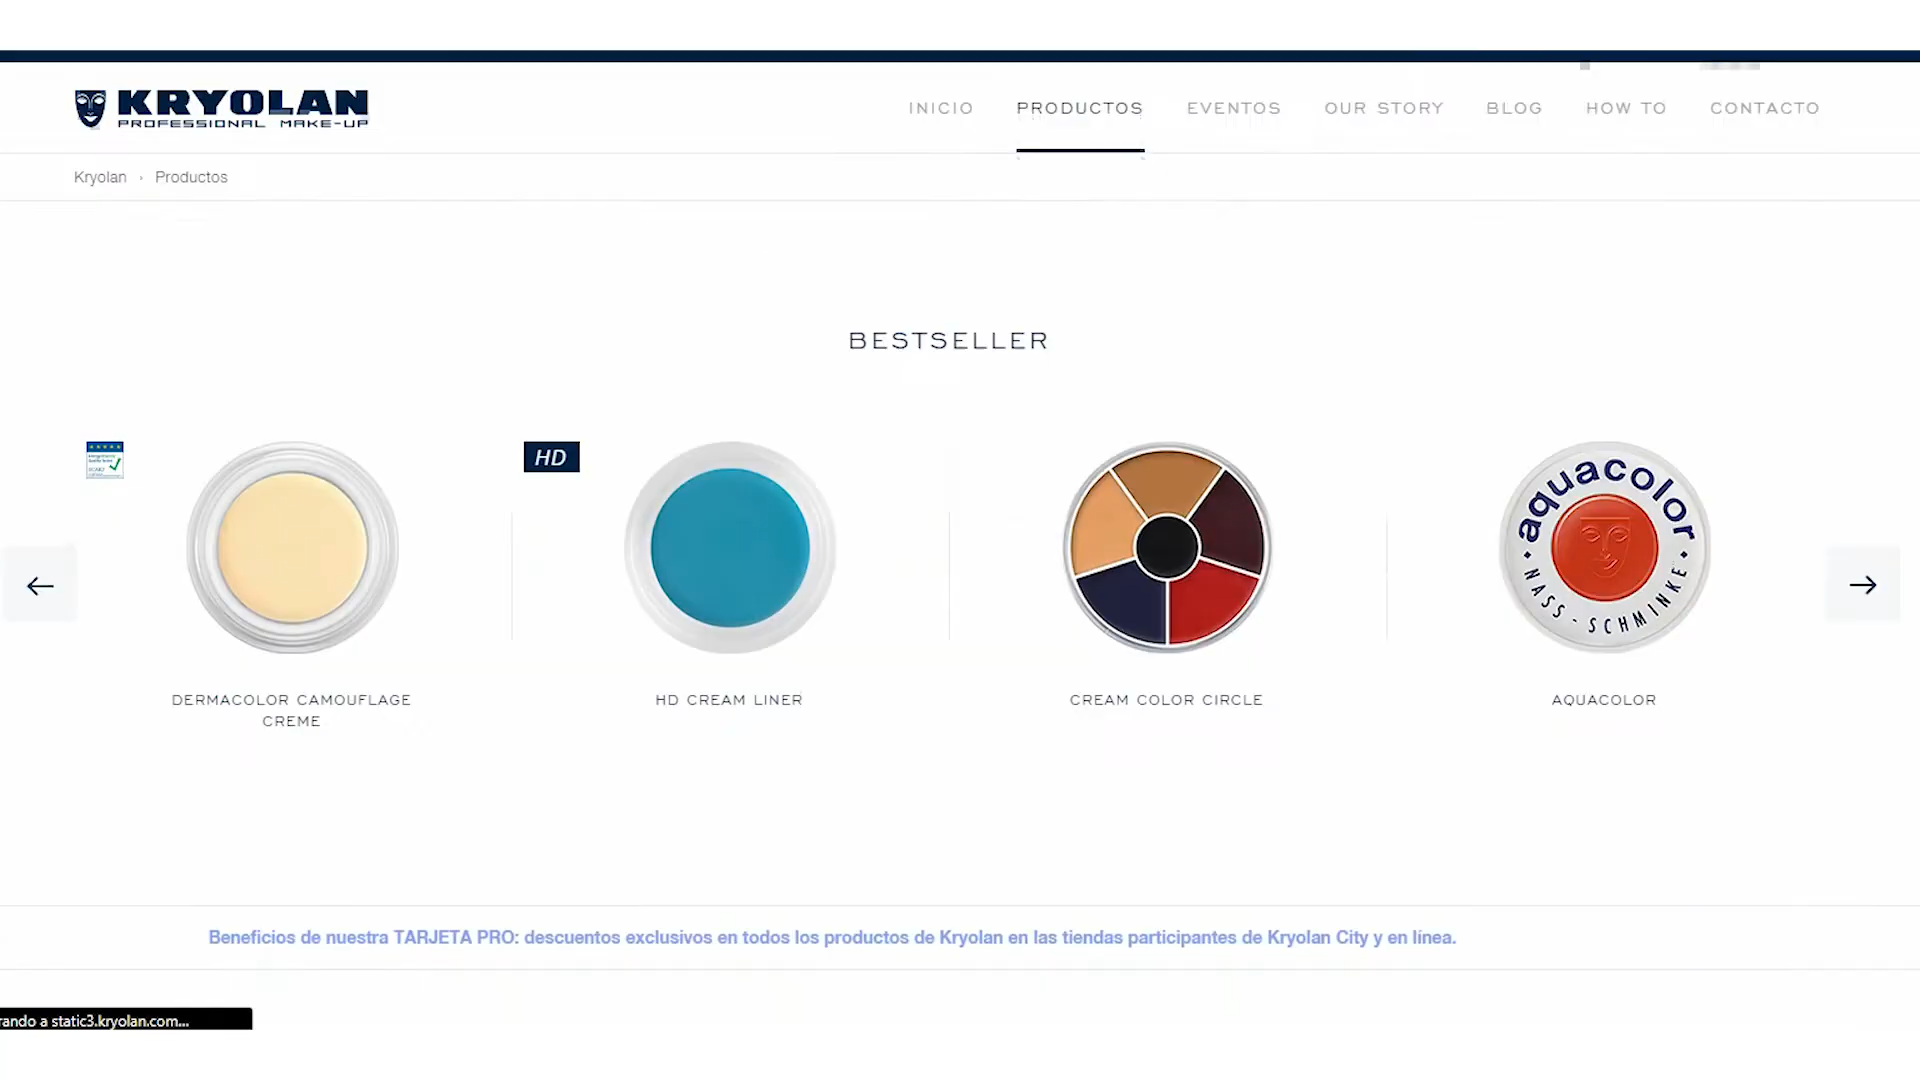 KRYOLAN
PROFESSIONAL MAKE-UP
INICIO PRODUCTOS EVENTOS OUR STORY BLOG HOW TO CONTACTO
Kryolan › Productos
BESTSELLER
HD
aquacolor
NASS-SCHMINKE
DERMACOLOR CAMOUFLAGE
CREME
HD CREAM LINER
CREAM COLOR CIRCLE
AQUACOLOR
Beneficios de nuestra TARJETA PRO: descuentos exclusivos en todos los productos de Kryolan en las tiendas participantes de Kryolan City y en línea.
rando a static3.kryolan.com...